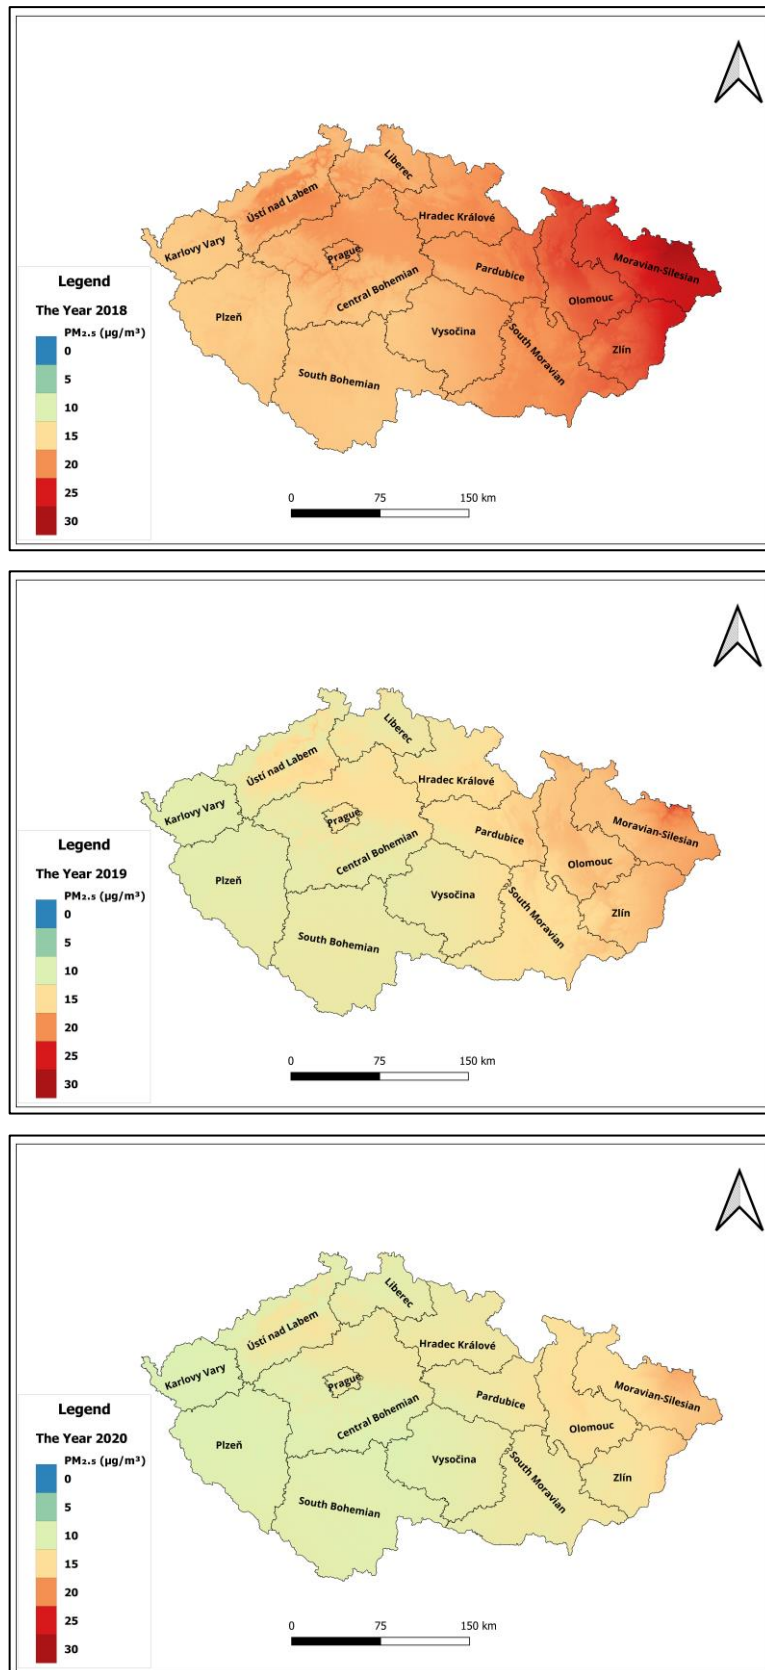 Liberec
Ústí nad Labem
Hradec Králové
Karlovy Vary
Prague
Moravian-Silesian
Pardubice
Central Bohemian
Olomouc
Plzeň
Vysočina
South Moravian
Zlín
South Bohemian
Legend
The Year 2018
PM₂.₅ (µg/m³)
0
5
10
15
20
25
30
0 75 150 km
Liberec
Ústí nad Labem
Hradec Králové
Karlovy Vary
Prague
Moravian-Silesian
Pardubice
Central Bohemian
Olomouc
Plzeň
Vysočina
South Moravian
Zlín
South Bohemian
Legend
The Year 2019
PM₂.₅ (µg/m³)
0
5
10
15
20
25
30
0 75 150 km
Liberec
Ústí nad Labem
Hradec Králové
Karlovy Vary
Prague
Moravian-Silesian
Pardubice
Central Bohemian
Olomouc
Plzeň
Vysočina
South Moravian
Zlín
South Bohemian
Legend
The Year 2020
PM₂.₅ (µg/m³)
0
5
10
15
20
25
30
0 75 150 km